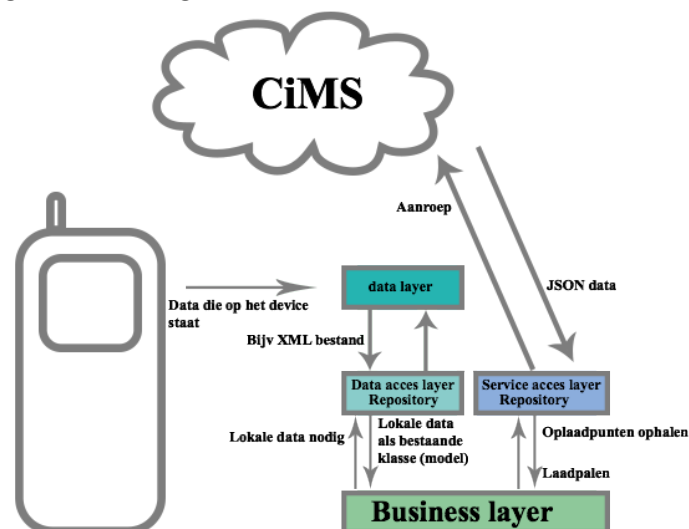 CiMS
Aanroep
JSON data
data layer
Data die op het device
staat
Bijv XML bestand
Data acces layer
Repository
Service acces layer
Repository
Lokale data nodig
Lokale data
als bestaande
klasse (model)
Oplaadpunten ophalen
Laadpalen
Business layer